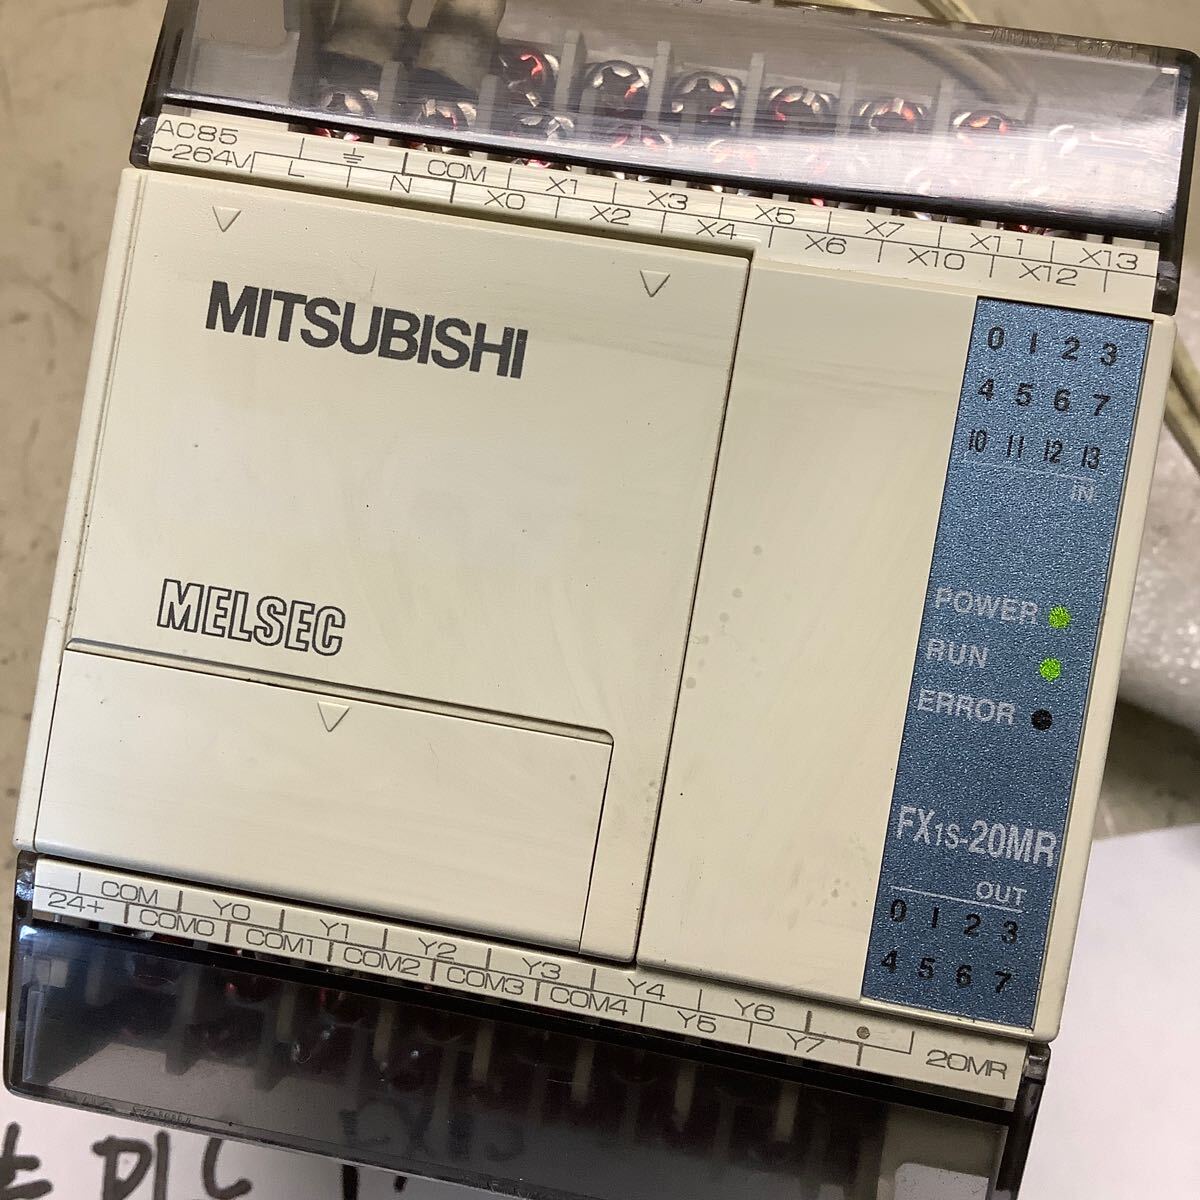 AC85
~264V L N COM X1 X3 X5 X7 X11 X13
X0 X2 X4 X6 X10 X12
MITSUBISHI
MELSEC
0 1 2 3
4 5 6 7
10 11 12 13
IN
POWER
RUN
ERROR
FX1S-20MR
OUT
0 1 2 3
4 5 6 7
COM Y0 Y1 Y2 Y3 Y4 Y6 •
24+ COM0 COM1 COM2 COM3 COM4 Y5 Y7 20MR